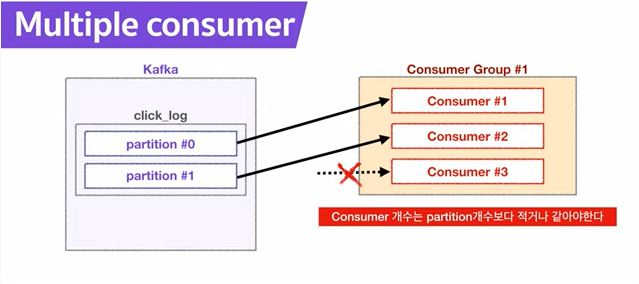 Multiple consumer
Kafka
click_log
partition #0
partition #1
Consumer Group #1
Consumer #1
Consumer #2
Consumer #3
Consumer 개수는 partition개수보다 적거나 같아야한다